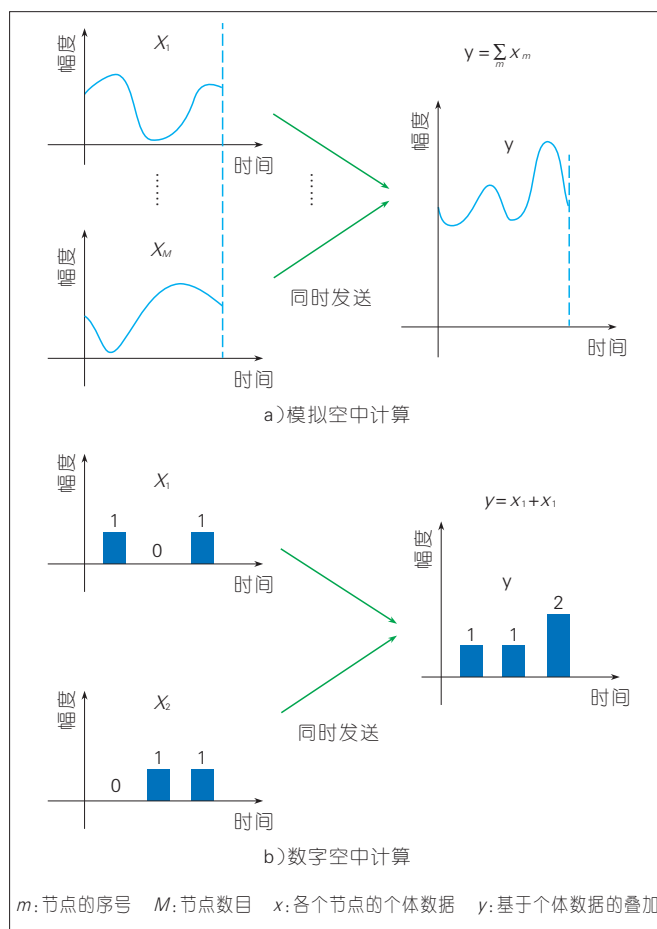 幅度
X₁
时间
……
幅度
X_M
时间
……
同时发送
y = ∑ₘ xₘ
幅度
y
时间
a)模拟空中计算
幅度
X₁
1
0
1
时间
幅度
X₂
0
1
1
时间
同时发送
y=x₁+x₁
幅度
y
1
1
2
时间
b)数字空中计算
m:节点的序号 M:节点数目 x:各个节点的个体数据 y:基于个体数据的叠加